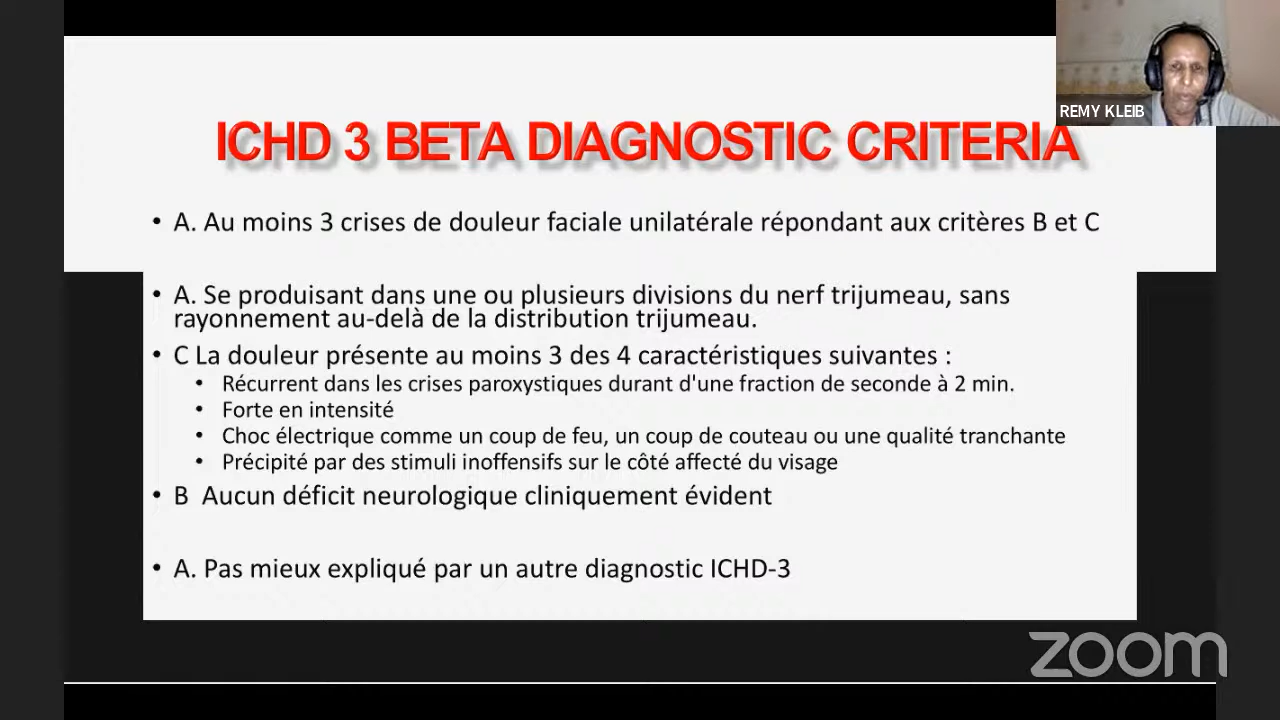 REMY KLEIB
ICHD 3 BETA DIAGNOSTIC CRITERIA
• A. Au moins 3 crises de douleur faciale unilatérale répondant aux critères B et C
• A. Se produisant dans une ou plusieurs divisions du nerf trijumeau, sans
rayonnement au-delà de la distribution trijumeau.
• C La douleur présente au moins 3 des 4 caractéristiques suivantes :
• Récurrent dans les crises paroxystiques durant d'une fraction de seconde à 2 min.
• Forte en intensité
• Choc électrique comme un coup de feu, un coup de couteau ou une qualité tranchante
• Précipité par des stimuli inoffensifs sur le côté affecté du visage
• B Aucun déficit neurologique cliniquement évident
• A. Pas mieux expliqué par un autre diagnostic ICHD-3
zoom